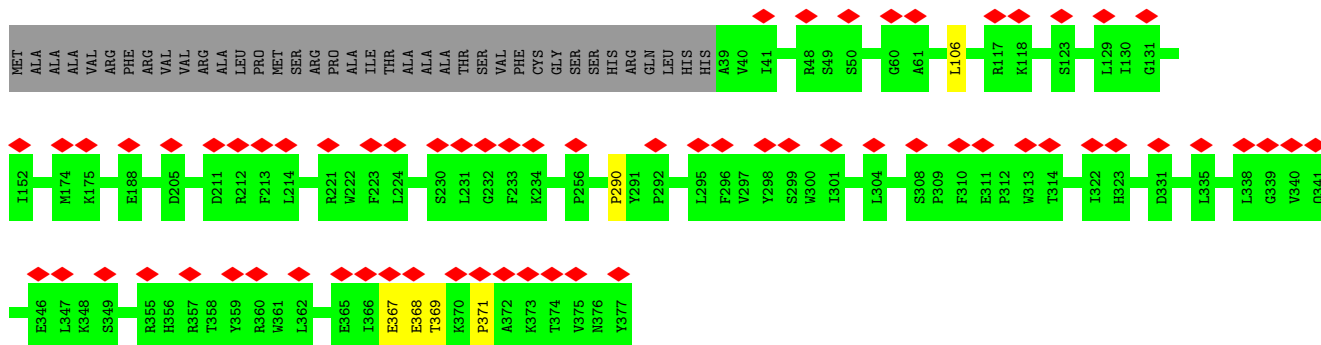 MET ALA ALA ALA ALA VAL ARG PHE ARG VAL VAL ARG ALA LEU PRO MET SER ARG PRO ALA ILE THR ALA ALA ALA THR SER VAL PHE CYS GLY SER SER HIS ARG GLN LEU HIS HIS A39 V40 I41 R48 S49 S50 G60 A61 L106 R117 K118 S123 L129 I130 G131
I152 M174 K175 E188 D205 D211 R212 F213 L214 R221 W222 F223 L224 S230 L231 G232 F233 K234 P256 P290 Y291 P292 L295 F296 V297 Y298 S299 W300 I301 L304 S308 P309 F310 E311 P312 W313 T314 I322 H323 D331 L335 L338 G339 V340 Q341
E346 L347 K348 S349 R355 H356 R357 T358 Y359 R360 W361 L362 E365 I366 E367 E368 T369 K370 P371 A372 K373 T374 V375 N376 Y377